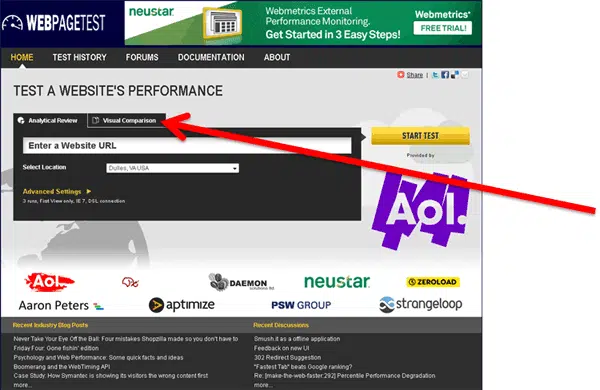 WEBPAGETEST
neustar
Webmetrics External
Performance Monitoring.
Get Started in 3 Easy Steps!
Webmetrics
FREE TRIAL!
HOME TEST HISTORY FORUMS DOCUMENTATION ABOUT
Share
TEST A WEBSITE'S PERFORMANCE
Analytical Review Visual Comparison
Enter a Website URL
START TEST
Provided by
Select Location Dulles, VA USA
Advanced Settings
3 runs, First View only, IE 7, DSL connection
Aol.
Aol. DAEMON neustar ZEROLOAD
Aaron Peters aptimize PSW GROUP strangeloop
Recent Industry Blog Posts Recent Discussions
Never Take Your Eye Off the Ball: Four mistakes Shopzilla made so you don't have to
Friday Four: Gone fishin' edition
Psychology and Web Performance: Some quick facts and ideas
Boomerang and the WebTiming API
Case Study: How Symantec is showing its visitors the wrong content first
more...
Smush.it as a offline application
Feedback on new UI
302 Redirect Suggestion
"Fastest Tab" beats Google ranking?
Re: [make-the-web-faster:292] Percentile Performance Degradation.
more...